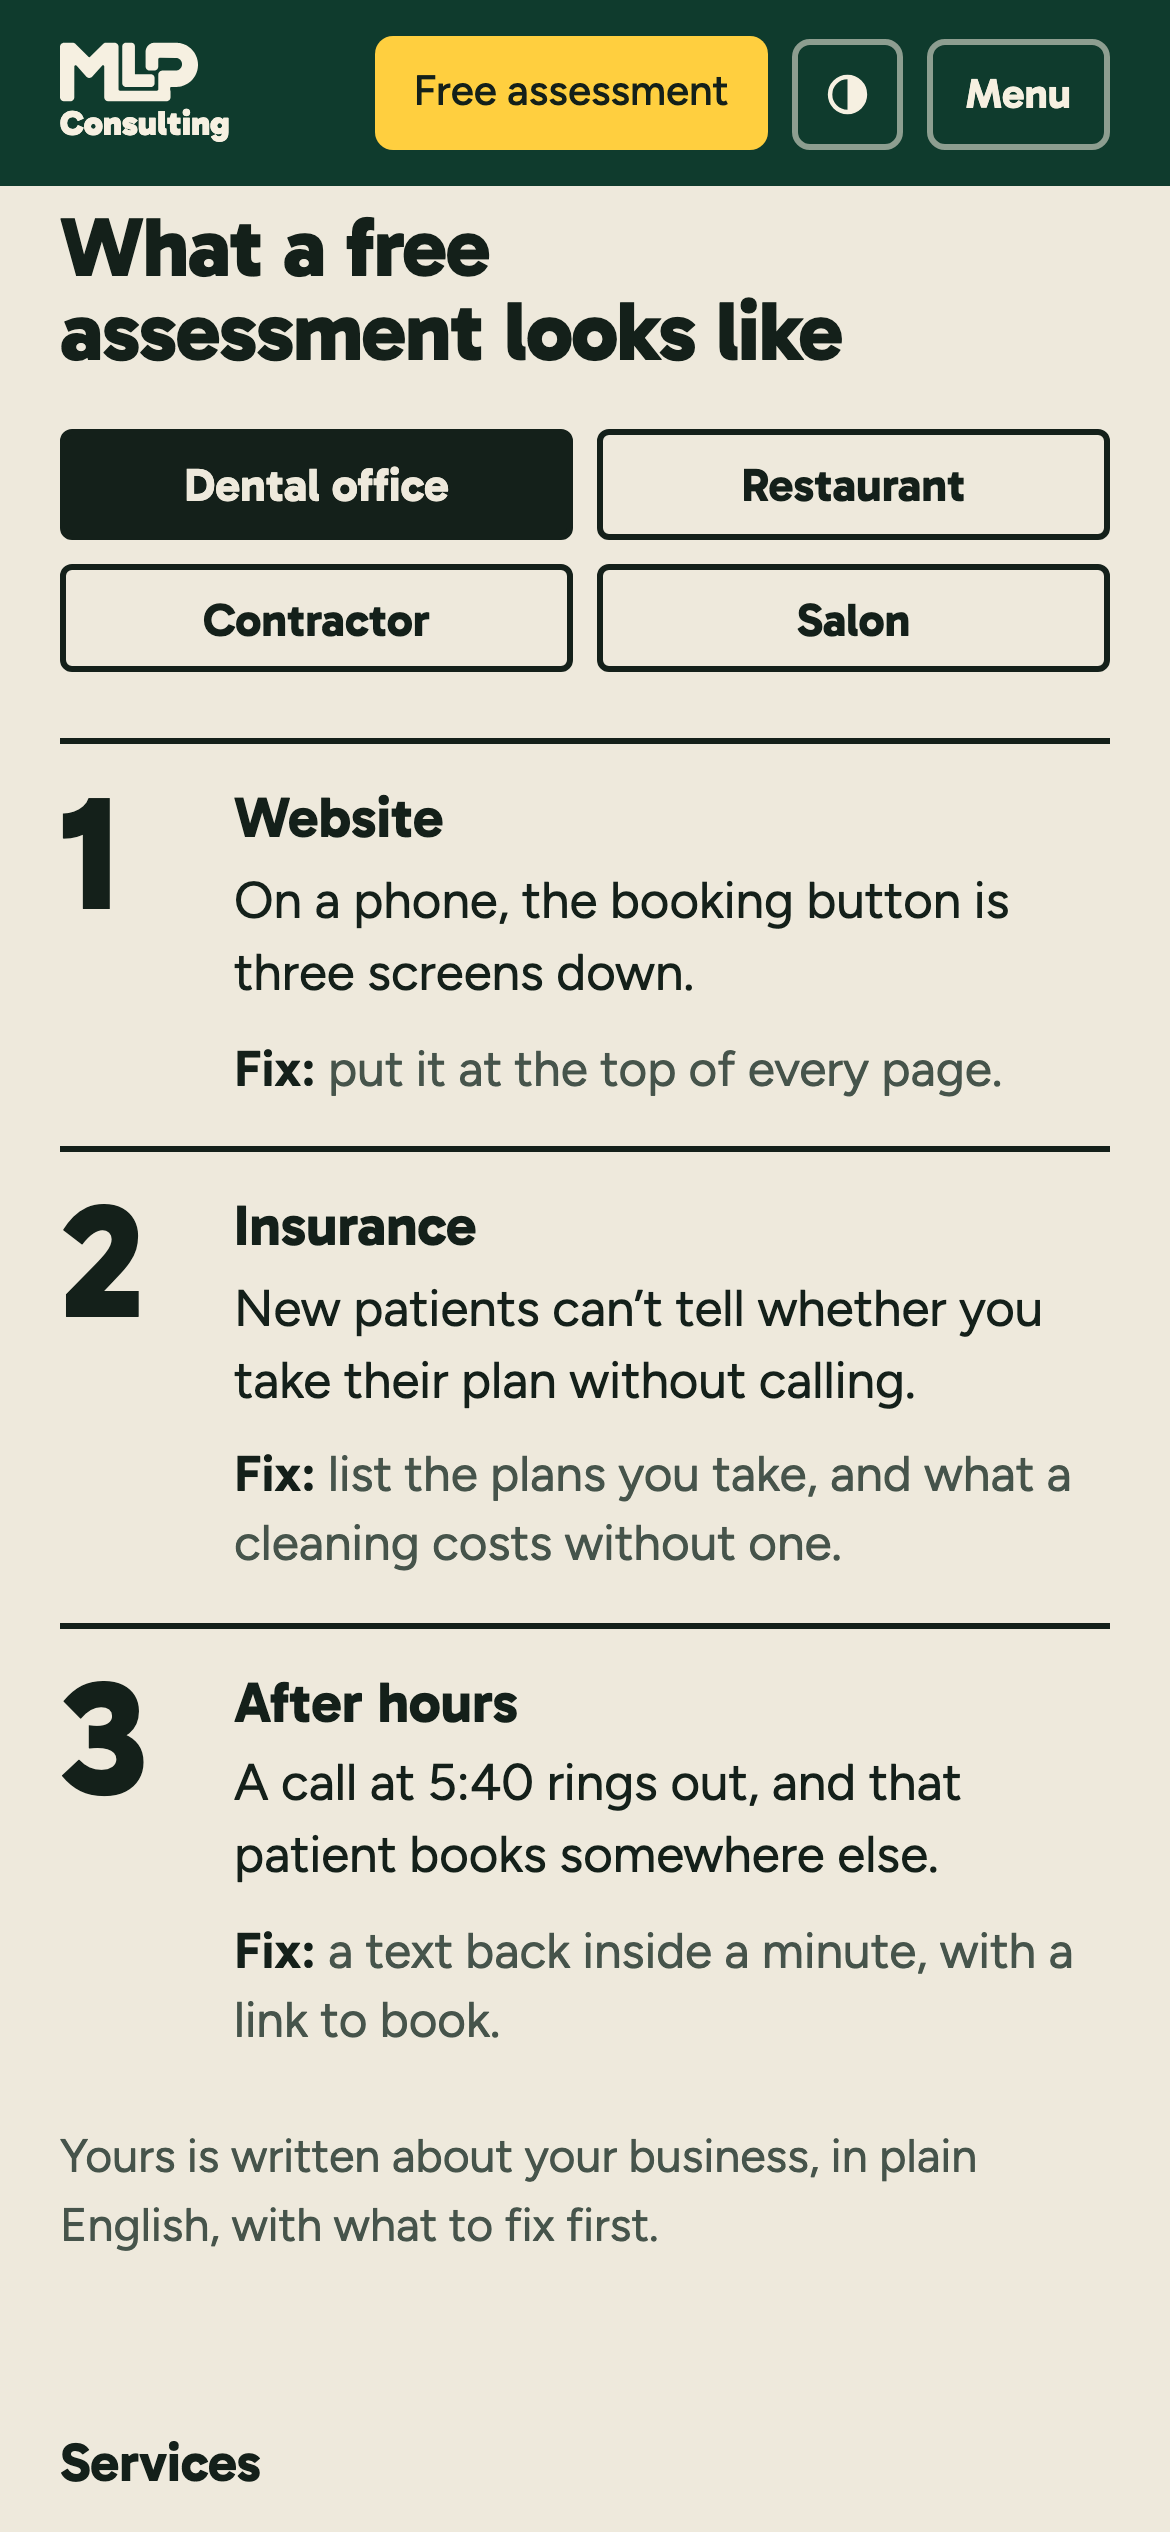 MLP
Consulting
Free assessment
Menu
What a free
assessment looks like
Dental office
Restaurant
Contractor
Salon
1
Website
On a phone, the booking button is
three screens down.
Fix: put it at the top of every page.
2
Insurance
New patients can’t tell whether you
take their plan without calling.
Fix: list the plans you take, and what a
cleaning costs without one.
3
After hours
A call at 5:40 rings out, and that
patient books somewhere else.
Fix: a text back inside a minute, with a
link to book.
Yours is written about your business, in plain
English, with what to fix first.
Services